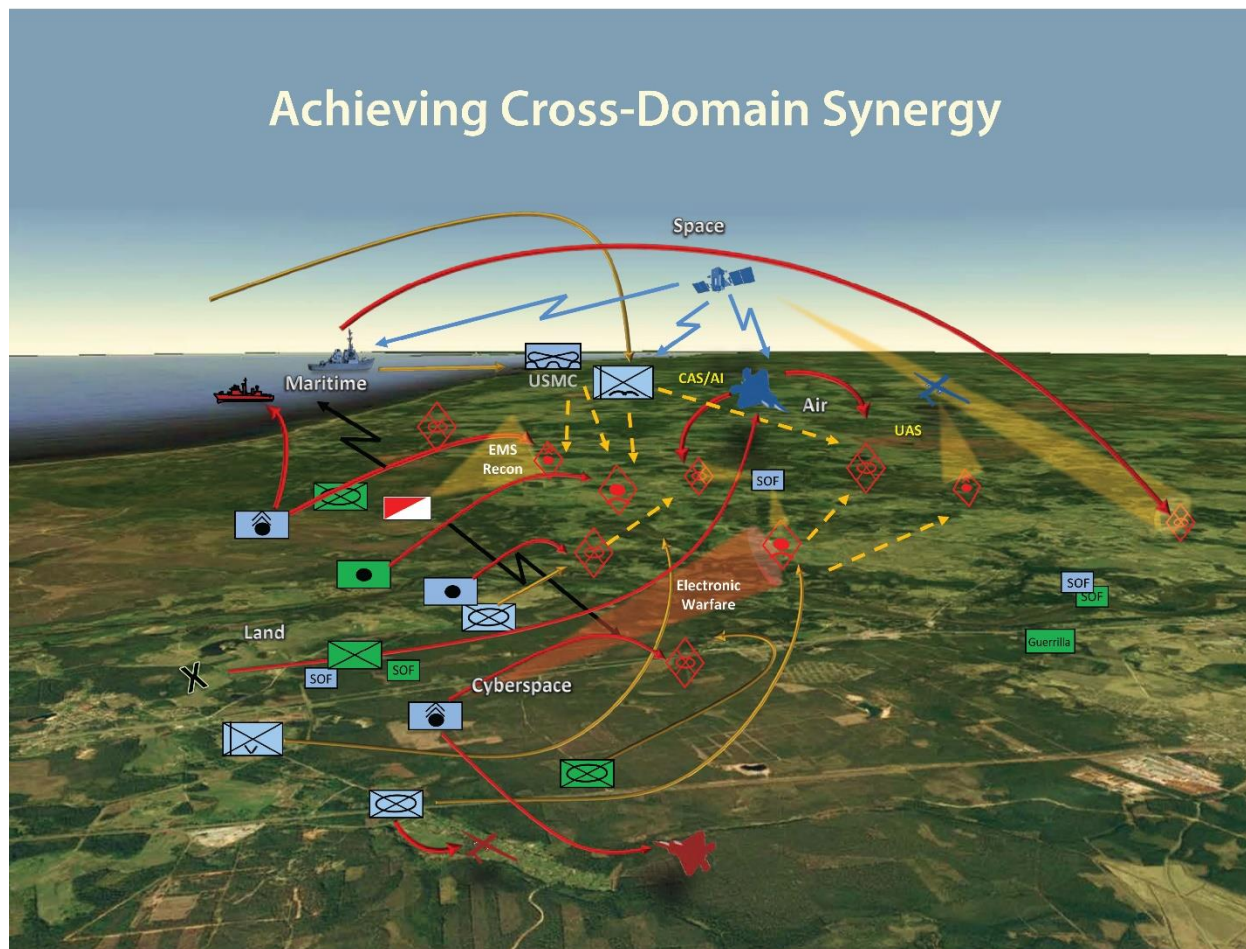 Achieving Cross-Domain Synergy
Space
Maritime
USMC
CAS/AI
Air
UAS
EMS
Recon
SOF
Electronic
Warfare
SOF
SOF
Land
Guerrilla
SOF
SOF
Cyberspace